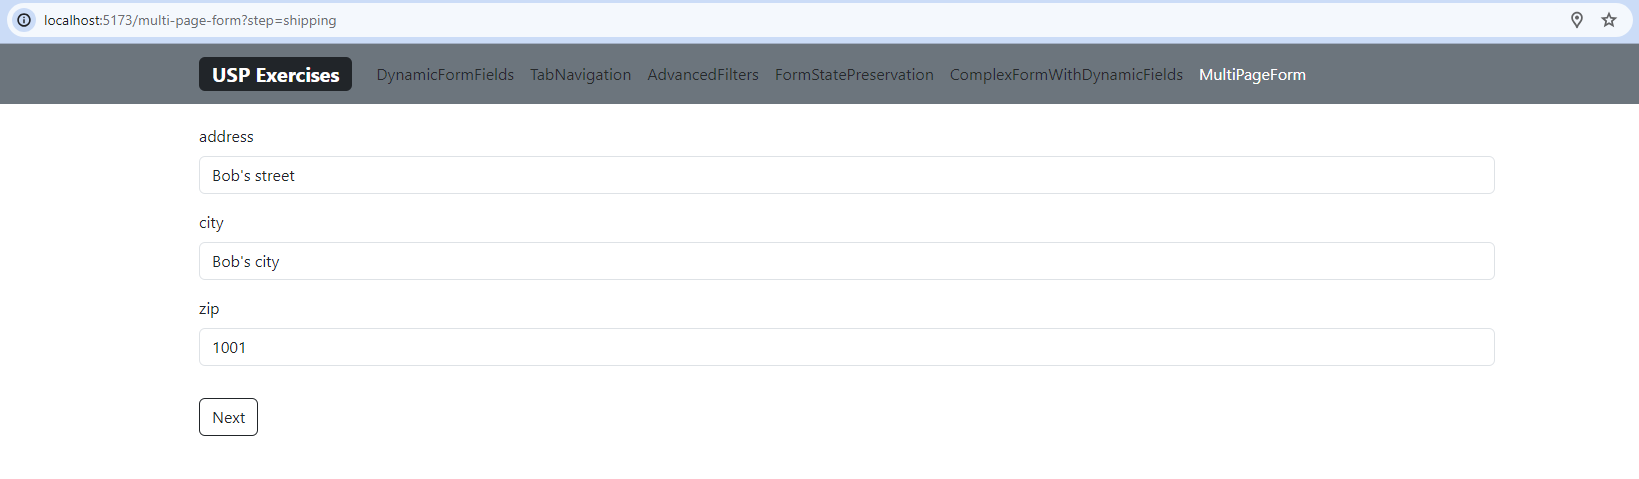 localhost:5173/multi-page-form?step=shipping
USP Exercises DynamicFormFields TabNavigation AdvancedFilters FormStatePreservation ComplexFormWithDynamicFields MultiPageForm
address
Bob's street
city
Bob's city
zip
1001
Next